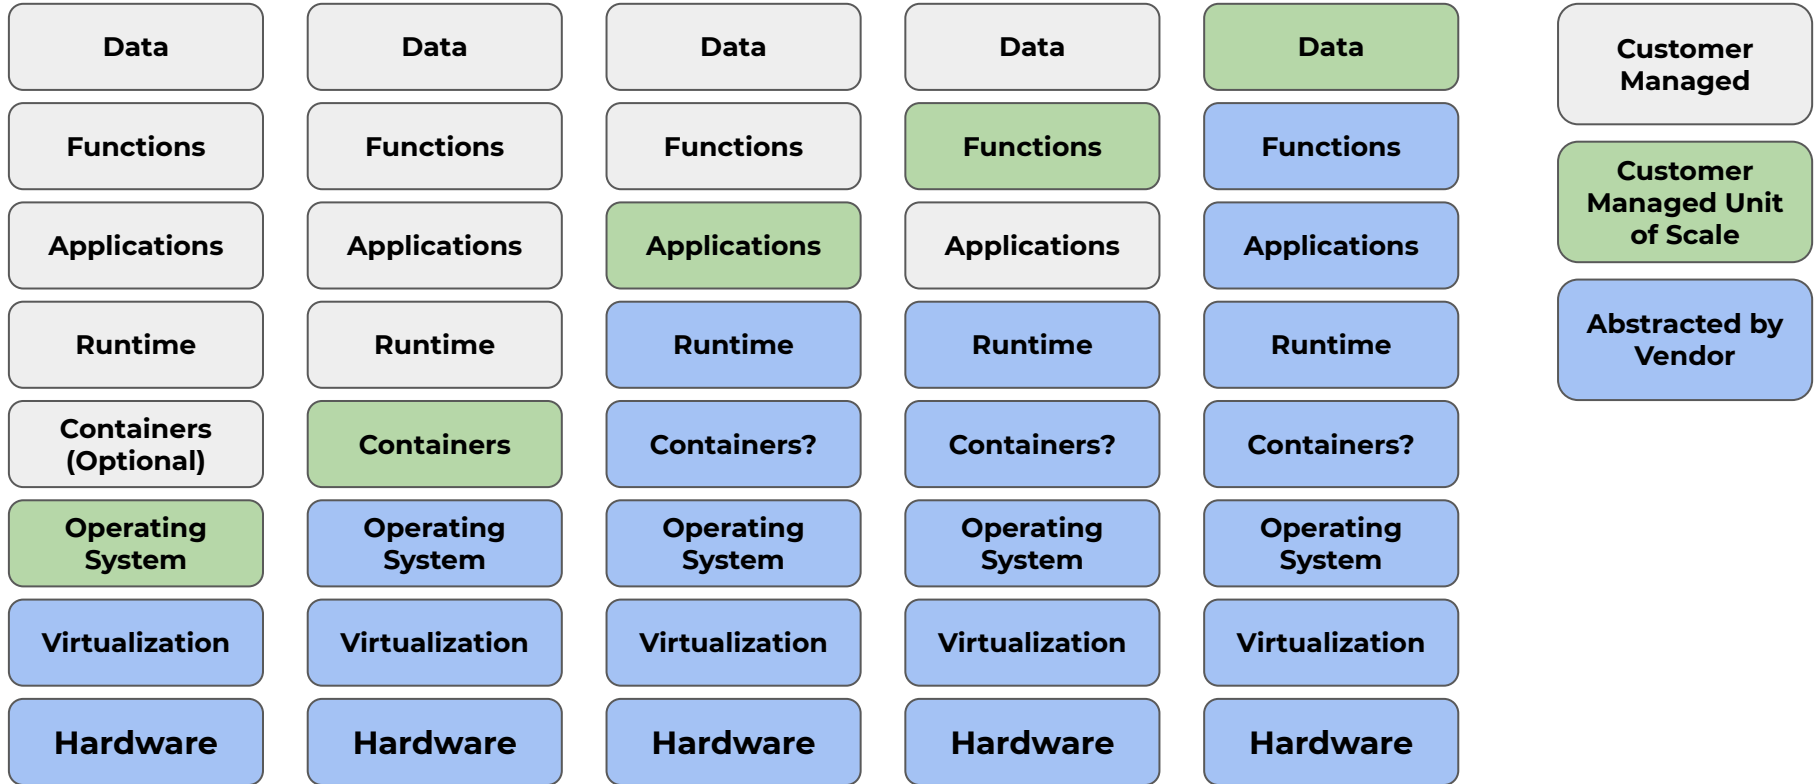 Data
Functions
Applications
Runtime
Containers
(Optional)
Operating
System
Virtualization
Hardware
Data
Functions
Applications
Runtime
Containers
Operating
System
Virtualization
Hardware
Data
Functions
Applications
Runtime
Containers?
Operating
System
Virtualization
Hardware
Data
Functions
Applications
Runtime
Containers?
Operating
System
Virtualization
Hardware
Data
Functions
Applications
Runtime
Containers?
Operating
System
Virtualization
Hardware
Customer
Managed
Customer
Managed Unit
of Scale
Abstracted by
Vendor